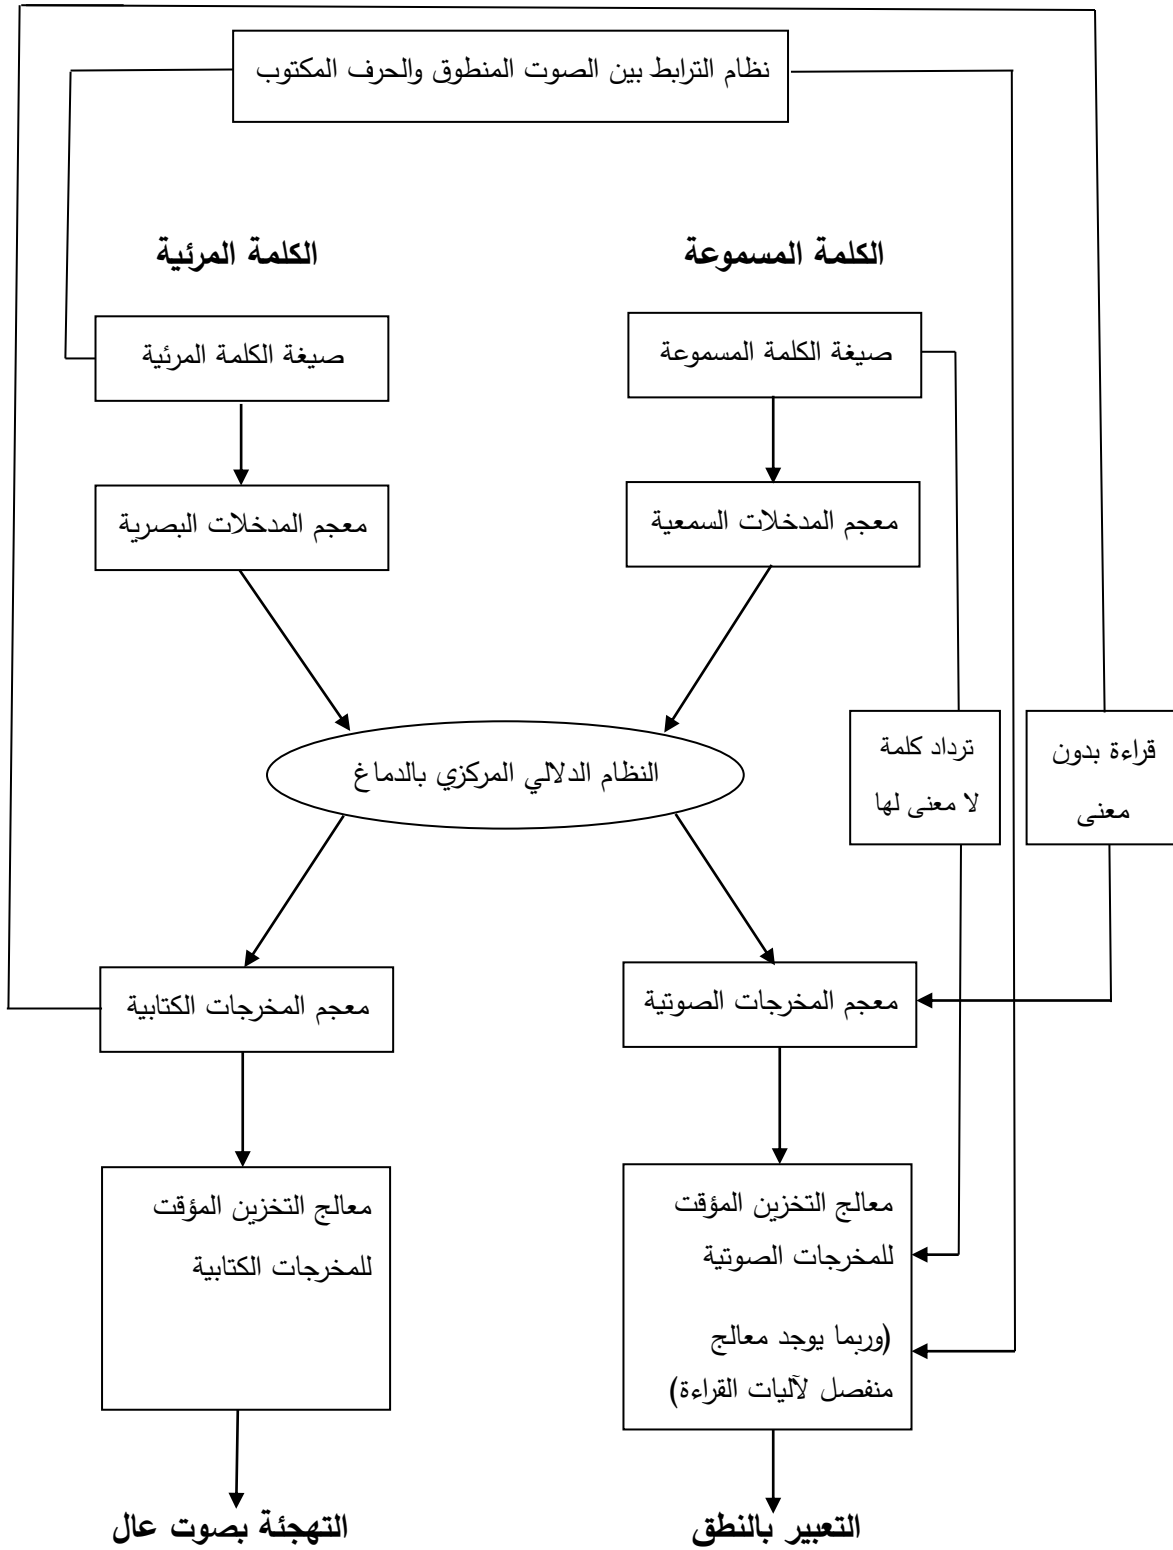 نظام الترابط بين الصوت المنطوق والحرف المكتوب
الكلمة المسموعة
الكلمة المرئية
صيغة الكلمة المسموعة
صيغة الكلمة المرئية
معجم المدخلات السمعية
معجم المدخلات البصرية
قراءة بدون
معنى
ترداد كلمة
لا معنى لها
النظام الدلالي المركزي بالدماغ
معجم المخرجات الصوتية
معجم المخرجات الكتابية
معالج التخزين المؤقت
للمخرجات الصوتية
(وربما يوجد معالج
منفصل لآليات القراءة)
معالج التخزين المؤقت
للمخرجات الكتابية
التعبير بالنطق
التهجئة بصوت عال